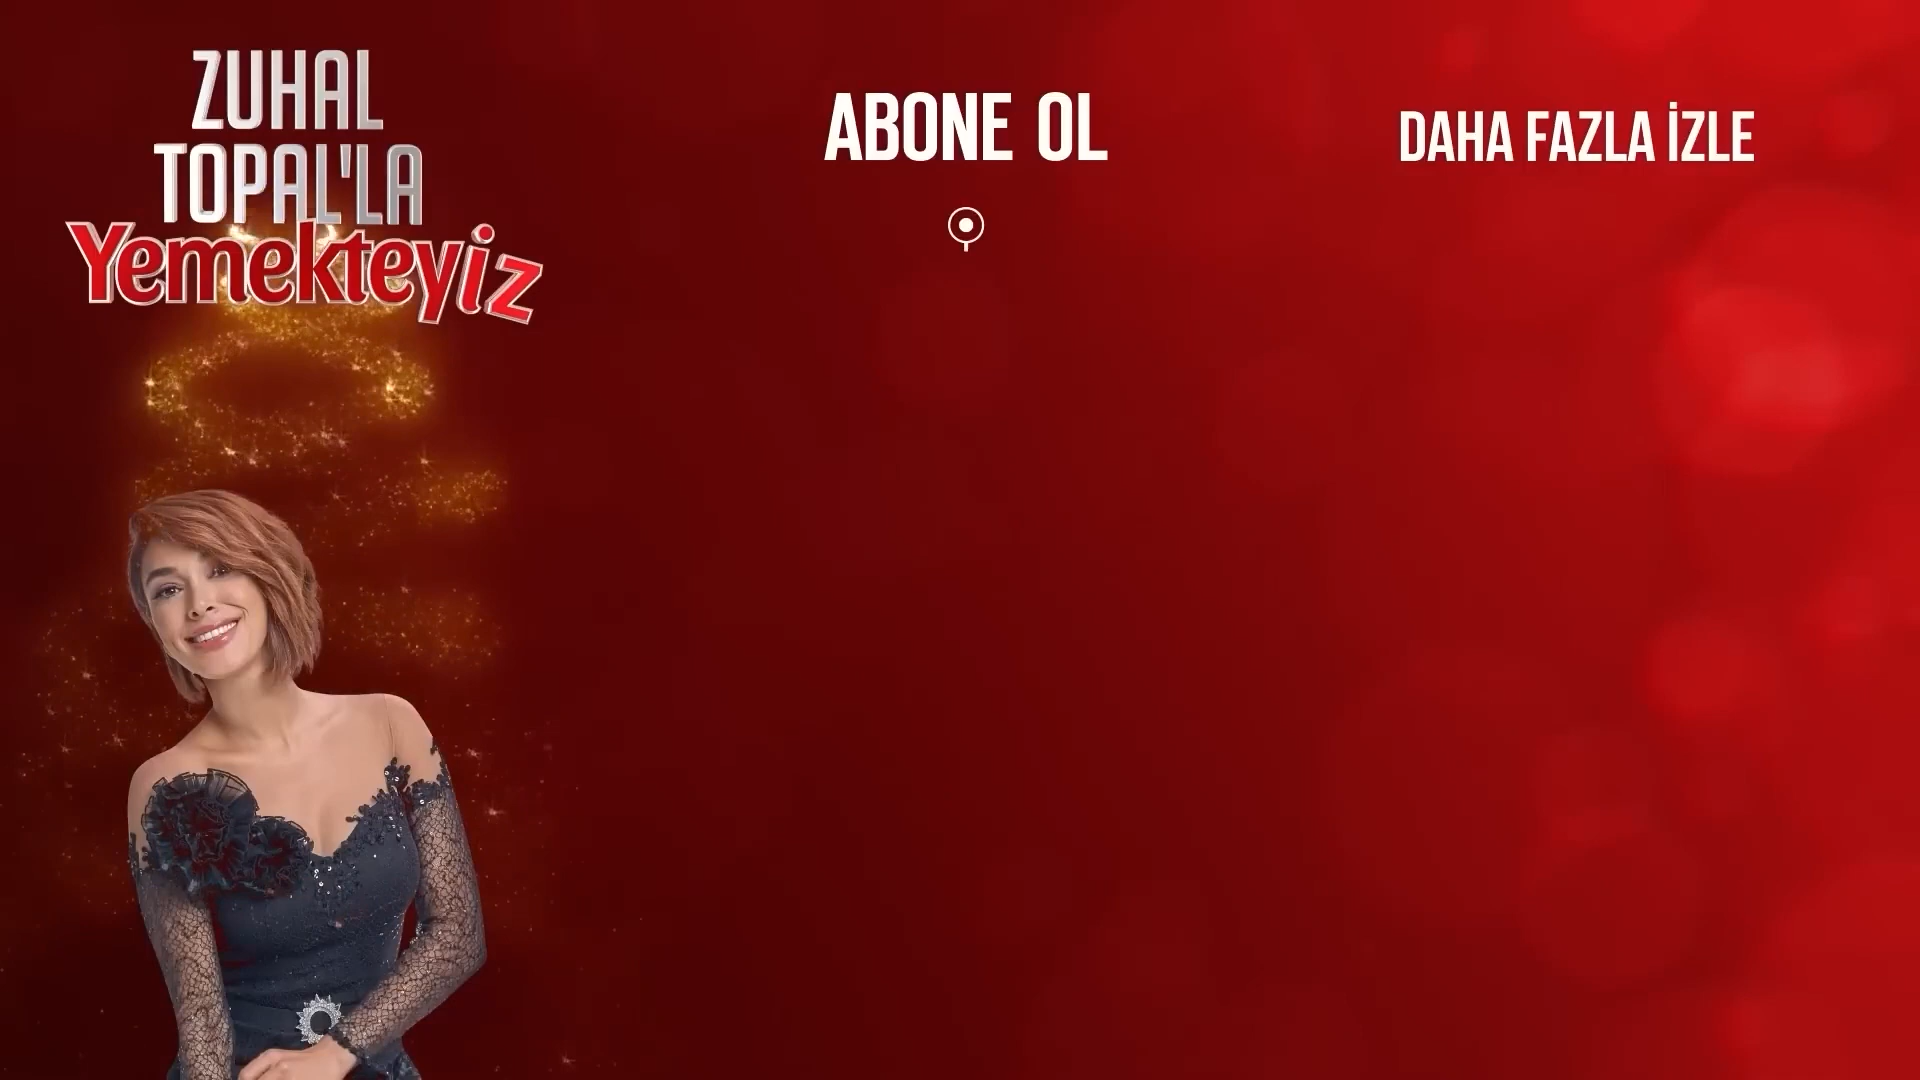 ZUHAL
TOPAL'LA
Yemekteyiz
ABONE OL
DAHA FAZLA İZLE